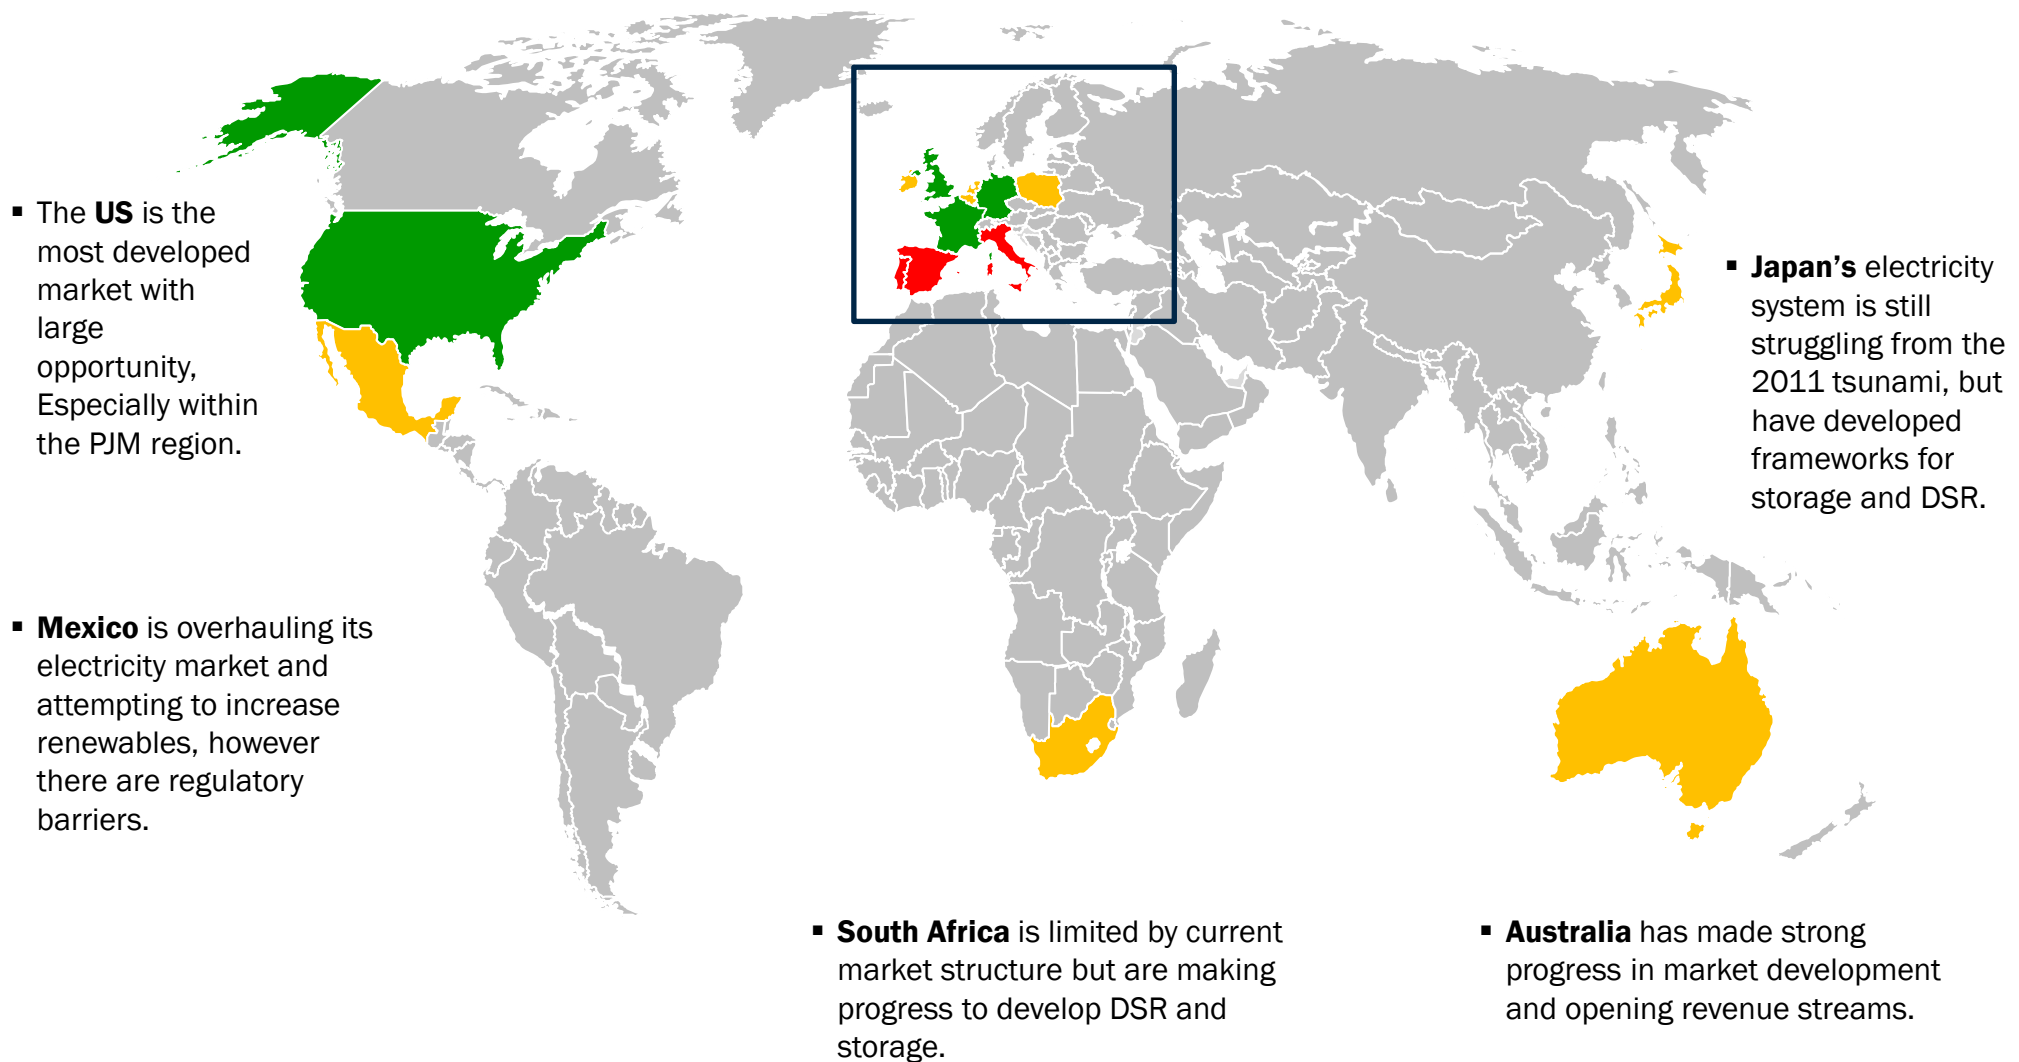 ▪ The US is the
most developed
market with
large
opportunity,
Especially within
the PJM region.
▪ Mexico is overhauling its
electricity market and
attempting to increase
renewables, however
there are regulatory
barriers.
▪ South Africa is limited by current
market structure but are making
progress to develop DSR and
storage.
▪ Australia has made strong
progress in market development
and opening revenue streams.
▪ Japan’s electricity
system is still
struggling from the
2011 tsunami, but
have developed
frameworks for
storage and DSR.